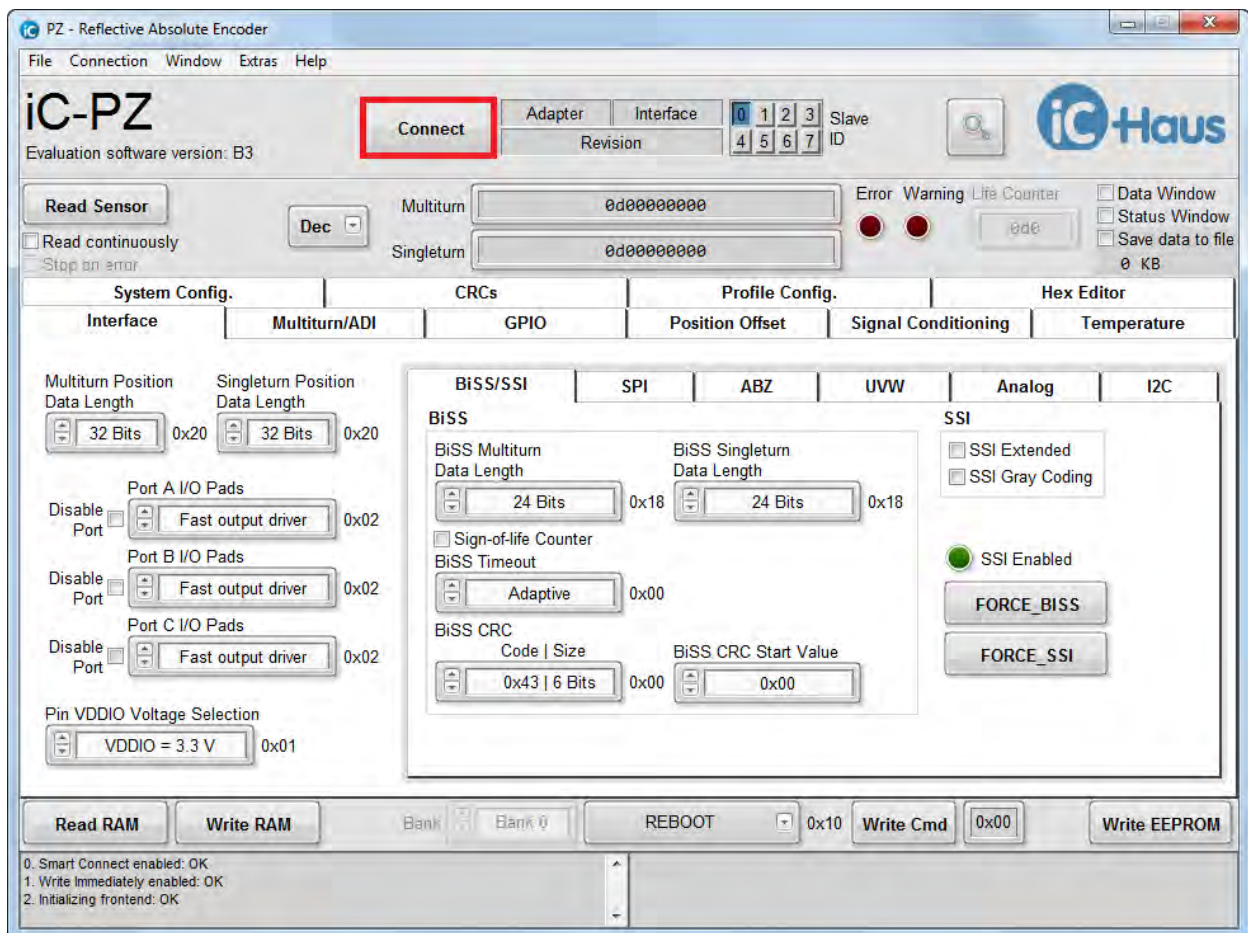 PZ - Reflective Absolute Encoder
File Connection Window Extras Help
iC-PZ
Evaluation software version: B3
Connect
Adapter Interface
Revision
0 1 2 3
4 5 6 7
Slave
ID
iC Haus
Read Sensor
Read continuously
Stop on error
Dec
Multiturn 0d00000000
Singleturn 0d00000000
Error Warning Life Counter
0d0
Data Window
Status Window
Save data to file
0 KB
System Config. CRCs Profile Config. Hex Editor
Interface Multiturn/ADI GPIO Position Offset Signal Conditioning Temperature
Multiturn Position
Data Length
32 Bits 0x20
Singleturn Position
Data Length
32 Bits 0x20
Port A I/O Pads
Disable
Port
Fast output driver 0x02
Port B I/O Pads
Disable
Port
Fast output driver 0x02
Port C I/O Pads
Disable
Port
Fast output driver 0x02
Pin VDDIO Voltage Selection
VDDIO = 3.3 V 0x01
BiSS/SSI SPI ABZ UVW Analog I2C
BiSS
BiSS Multiturn
Data Length
24 Bits 0x18
BiSS Singleturn
Data Length
24 Bits 0x18
Sign-of-life Counter
BiSS Timeout
Adaptive 0x00
BiSS CRC
Code | Size
0x43 | 6 Bits 0x00
BiSS CRC Start Value
0x00
SSI
SSI Extended
SSI Gray Coding
SSI Enabled
FORCE_BISS
FORCE_SSI
Read RAM Write RAM Bank Bank 0 REBOOT 0x10 Write Cmd 0x00 Write EEPROM
0. Smart Connect enabled: OK
1. Write Immediately enabled: OK
2. Initializing frontend: OK